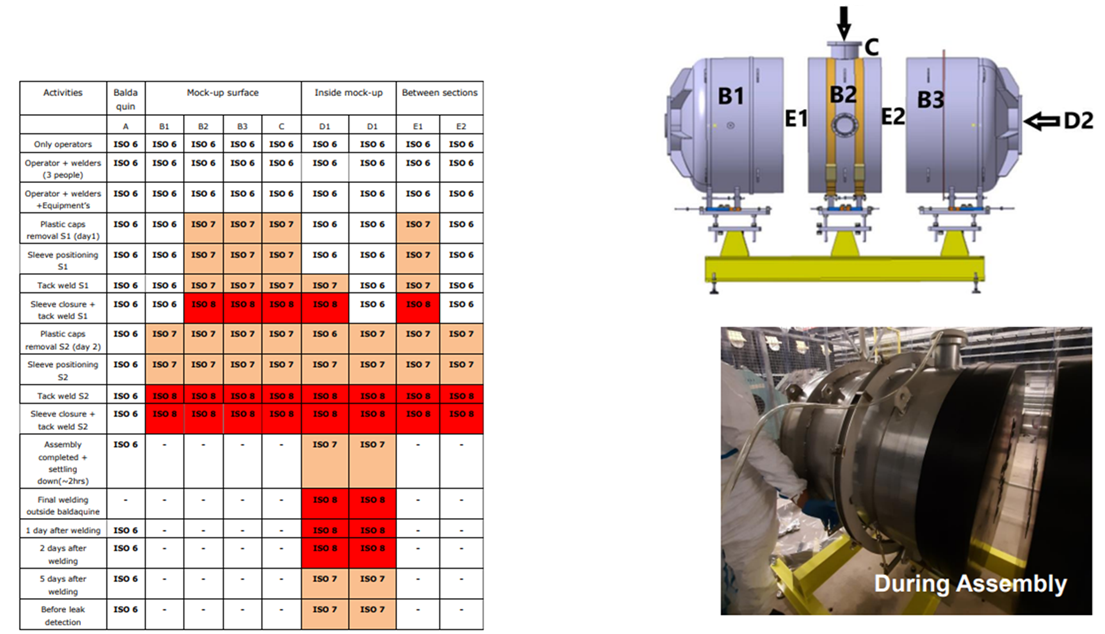 Activities Balda Mock-up surface Inside mock-up Between sections
quin
A B1 B2 B3 C D1 D1 E1 E2
Only operators ISO 6 ISO 6 ISO 6 ISO 6 ISO 6 ISO 6 ISO 6 ISO 6 ISO 6
Operator + welders ISO 6 ISO 6 ISO 6 ISO 6 ISO 6 ISO 6 ISO 6 ISO 6 ISO 6
(3 people)
Operator + welders ISO 6 ISO 6 ISO 6 ISO 6 ISO 6 ISO 6 ISO 6 ISO 6 ISO 6
+Equipment's
Plastic caps ISO 6 ISO 6 ISO 7 ISO 7 ISO 7 ISO 6 ISO 6 ISO 7 ISO 6
removal S1 (day1)
Sleeve positioning ISO 6 ISO 6 ISO 7 ISO 7 ISO 7 ISO 6 ISO 6 ISO 7 ISO 6
S1
Tack weld S1 ISO 6 ISO 6 ISO 7 ISO 7 ISO 7 ISO 7 ISO 6 ISO 7 ISO 6
Sleeve closure + ISO 6 ISO 6 ISO 8 ISO 8 ISO 8 ISO 8 ISO 6 ISO 8 ISO 6
tack weld S1
Plastic caps ISO 6 ISO 7 ISO 7 ISO 7 ISO 7 ISO 6 ISO 7 ISO 7 ISO 7
removal S2 (day 2)
Sleeve positioning ISO 6 ISO 7 ISO 7 ISO 7 ISO 7 ISO 7 ISO 7 ISO 7 ISO 7
S2
Tack weld S2 ISO 6 ISO 8 ISO 8 ISO 8 ISO 8 ISO 8 ISO 8 ISO 8 ISO 8
Sleeve closure + ISO 6 ISO 8 ISO 8 ISO 8 ISO 8 ISO 8 ISO 8 ISO 8 ISO 8
tack weld S2
Assembly ISO 6 - - - - ISO 7 ISO 7 - -
completed +
settling
down(~2hrs)
Final welding - - - - - ISO 6 ISO 6 - -
outside baldaquine
1 day after welding ISO 6 - - - - ISO 8 ISO 8 - -
2 days after ISO 6 - - - - ISO 8 ISO 8 - -
welding
5 days after ISO 6 - - - - ISO 7 ISO 7 - -
welding
Before leak ISO 6 - - - - ISO 7 ISO 7 - -
detection
C
B1 E1 B2 E2 B3 D2
During Assembly